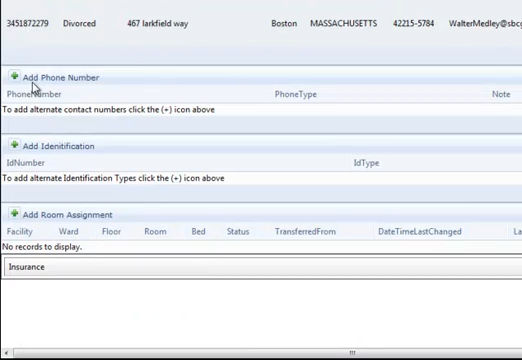 3451872279 Divorced 467 larkfield way Boston MASSACHUSETTS 42215-5784 WalterMedley@sbcg
Add Phone Number
PhoneNumber PhoneType Note
To add alternate contact numbers click the (+) icon above
Add Idenitification
IdNumber IdType
To add alternate Identification Types click the (+) icon above
Add Room Assignment
Facility Ward Floor Room Bed Status TransferredFrom DateTimeLastChanged La
No records to display.
Insurance